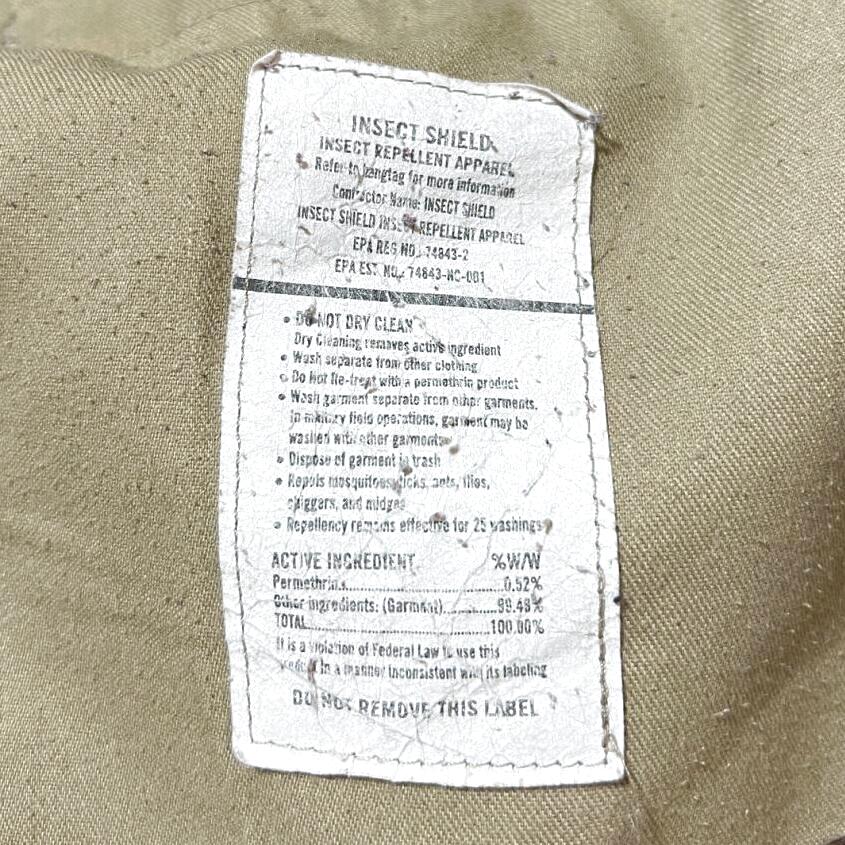 INSECT SHIELD
INSECT REPELLENT APPAREL
Refer to hangtag for more information
Contractor Name: INSECT SHIELD
INSECT SHIELD INSECT REPELLENT APPAREL
EPA REG NO.: 74843-2
EPA EST. NO.: 74843-NC-001
• DO NOT DRY CLEAN
Dry Cleaning removes active ingredient
• Wash separate from other clothing
• Do Not Re-treat with a permethrin product
• Wash garment separate from other garments.
In military field operations, garment may be
washed with other garments
• Dispose of garment in trash
• Repels mosquitoes, ticks, ants, flies,
chiggers, and midges
• Repellency remains effective for 25 washings
ACTIVE INGREDIENT %W/W
Permethrin.....................0.52%
Other ingredients: (Garment)............99.48%
TOTAL.....................100.00%
It is a violation of Federal Law to use this
product in a manner inconsistent with its labeling
DO NOT REMOVE THIS LABEL